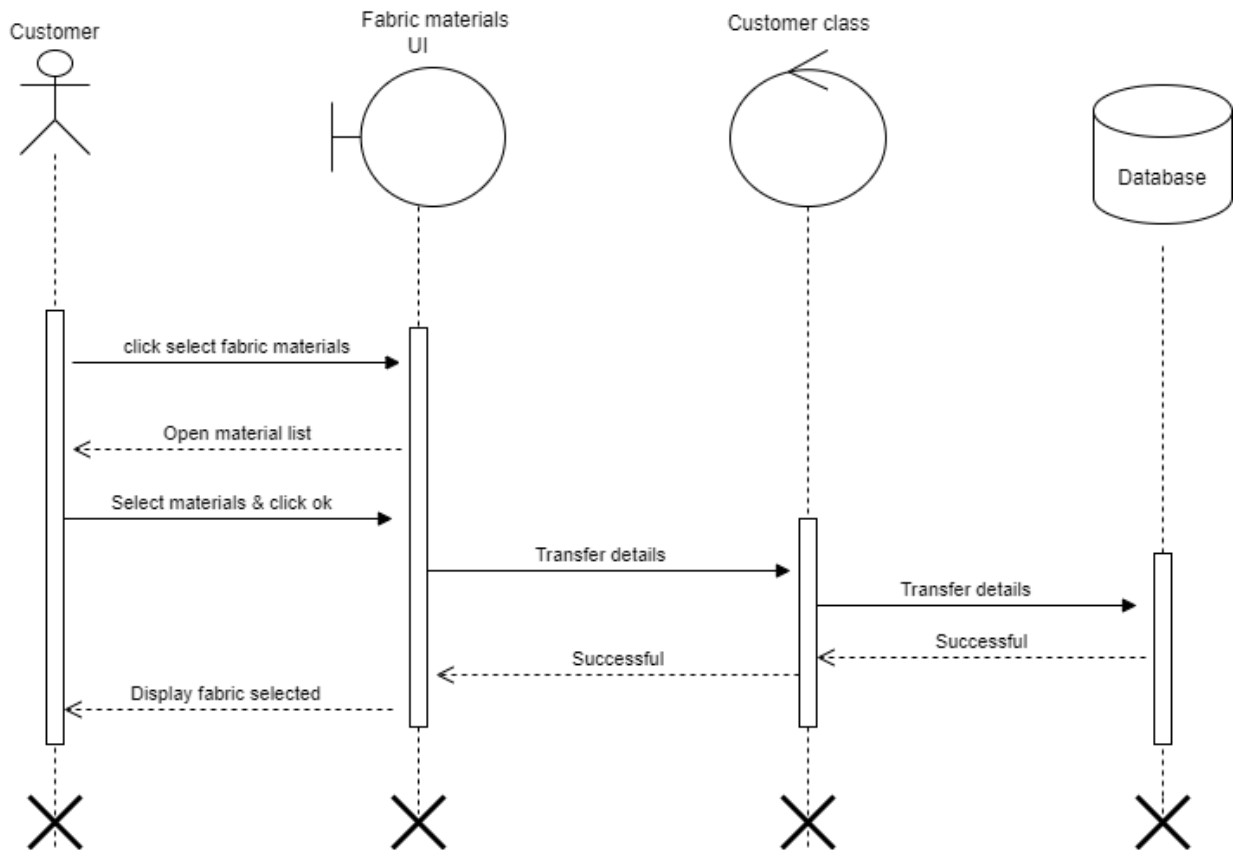 Customer
Fabric materials
UI
Customer class
Database
click select fabric materials
Open material list
Select materials & click ok
Transfer details
Transfer details
Successful
Successful
Display fabric selected